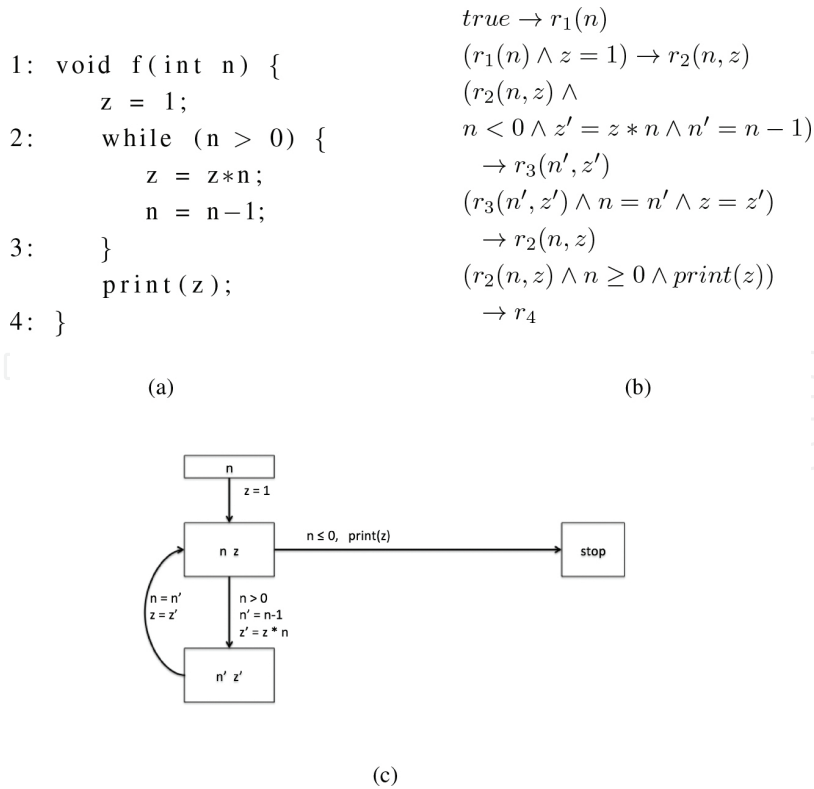 1: void f(int n) {
z = 1;
2: while (n > 0) {
z = z*n;
n = n-1;
3: }
print(z);
4: }
(a)
true → r₁(n)
(r₁(n) ∧ z = 1) → r₂(n, z)
(r₂(n, z) ∧
n < 0 ∧ z′ = z ∗ n ∧ n′ = n − 1)
→ r₃(n′, z′)
(r₃(n′, z′) ∧ n = n′ ∧ z = z′)
→ r₂(n, z)
(r₂(n, z) ∧ n ≥ 0 ∧ print(z))
→ r₄
(b)
n
z = 1
n z
n ≤ 0, print(z)
stop
n = n′
z = z′
n > 0
n′ = n-1
z′ = z * n
n′ z′
(c)